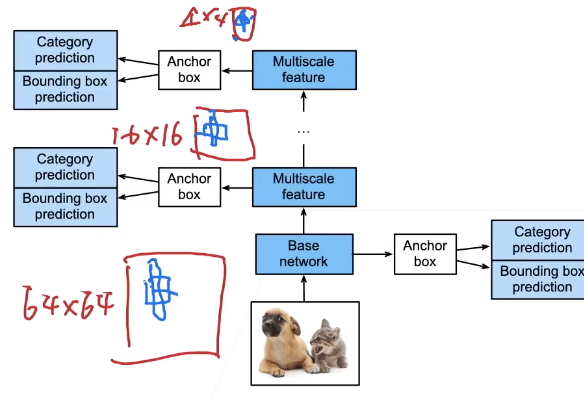 4×4
Category
prediction
Bounding box
prediction
Anchor
box
Multiscale
feature
...
16×16
Category
prediction
Bounding box
prediction
Anchor
box
Multiscale
feature
Base
network
Anchor
box
Category
prediction
Bounding box
prediction
64×64